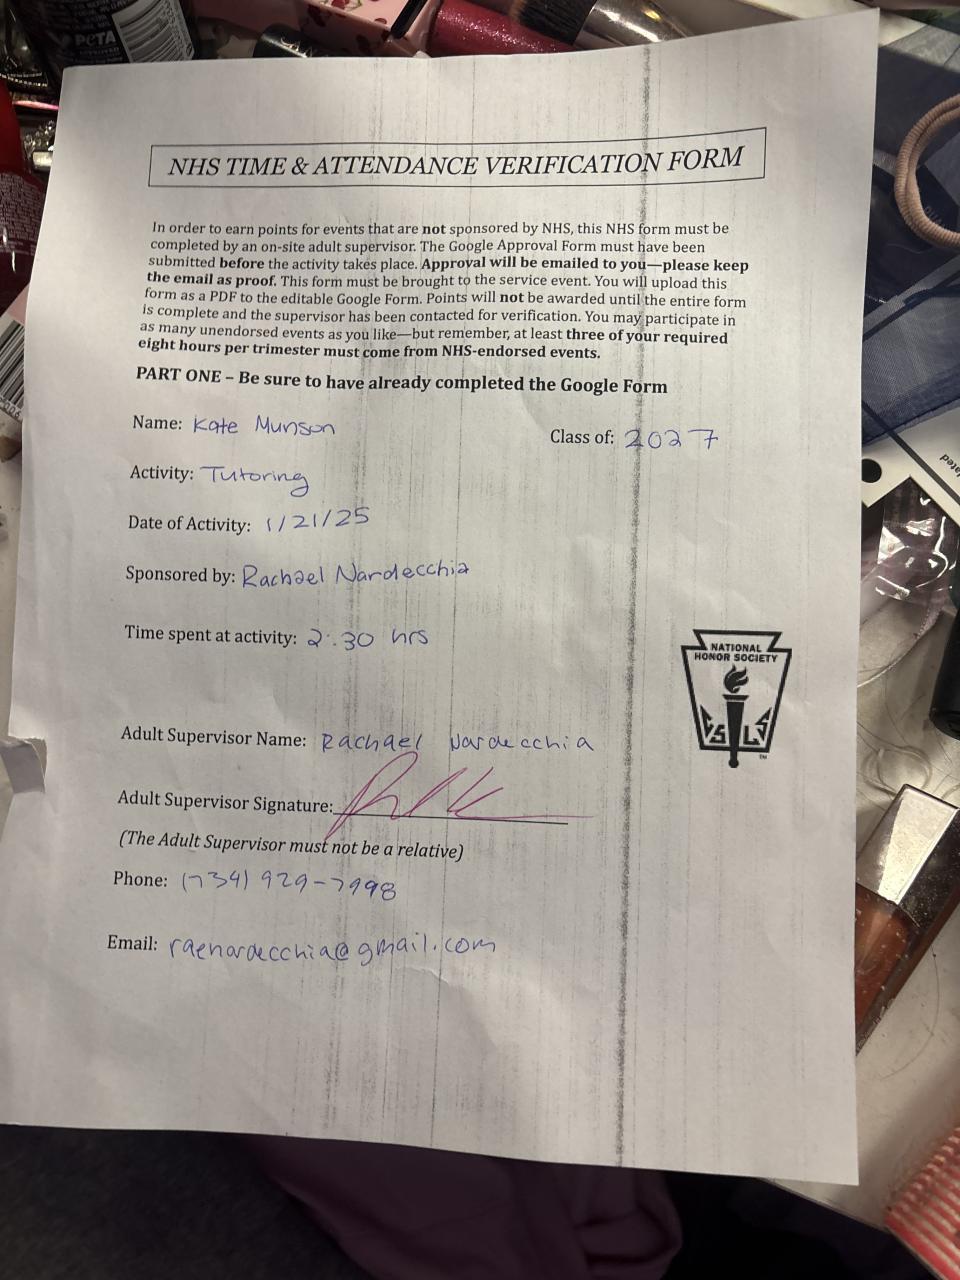 PeTA
NHS TIME & ATTENDANCE VERIFICATION FORM
In order to earn points for events that are not sponsored by NHS, this NHS form must be
completed by an on-site adult supervisor. The Google Approval Form must have been
submitted before the activity takes place. Approval will be emailed to you—please keep
the email as proof. This form must be brought to the service event. You will upload this
form as a PDF to the editable Google Form. Points will not be awarded until the entire form
is complete and the supervisor has been contacted for verification. You may participate in
as many unendorsed events as you like—but remember, at least three of your required
eight hours per trimester must come from NHS-endorsed events.
PART ONE – Be sure to have already completed the Google Form
Name: Kate Munson
Class of: 2027
Activity: Tutoring
Date of Activity: 1/21/25
Sponsored by: Rachael Nardecchia
Time spent at activity: 2:30 hrs
NATIONAL
HONOR SOCIETY
Adult Supervisor Name: Rachael Nardecchia
Adult Supervisor Signature:
(The Adult Supervisor must not be a relative)
Phone: (734) 929-7998
Email: raenardecchia@gmail.com